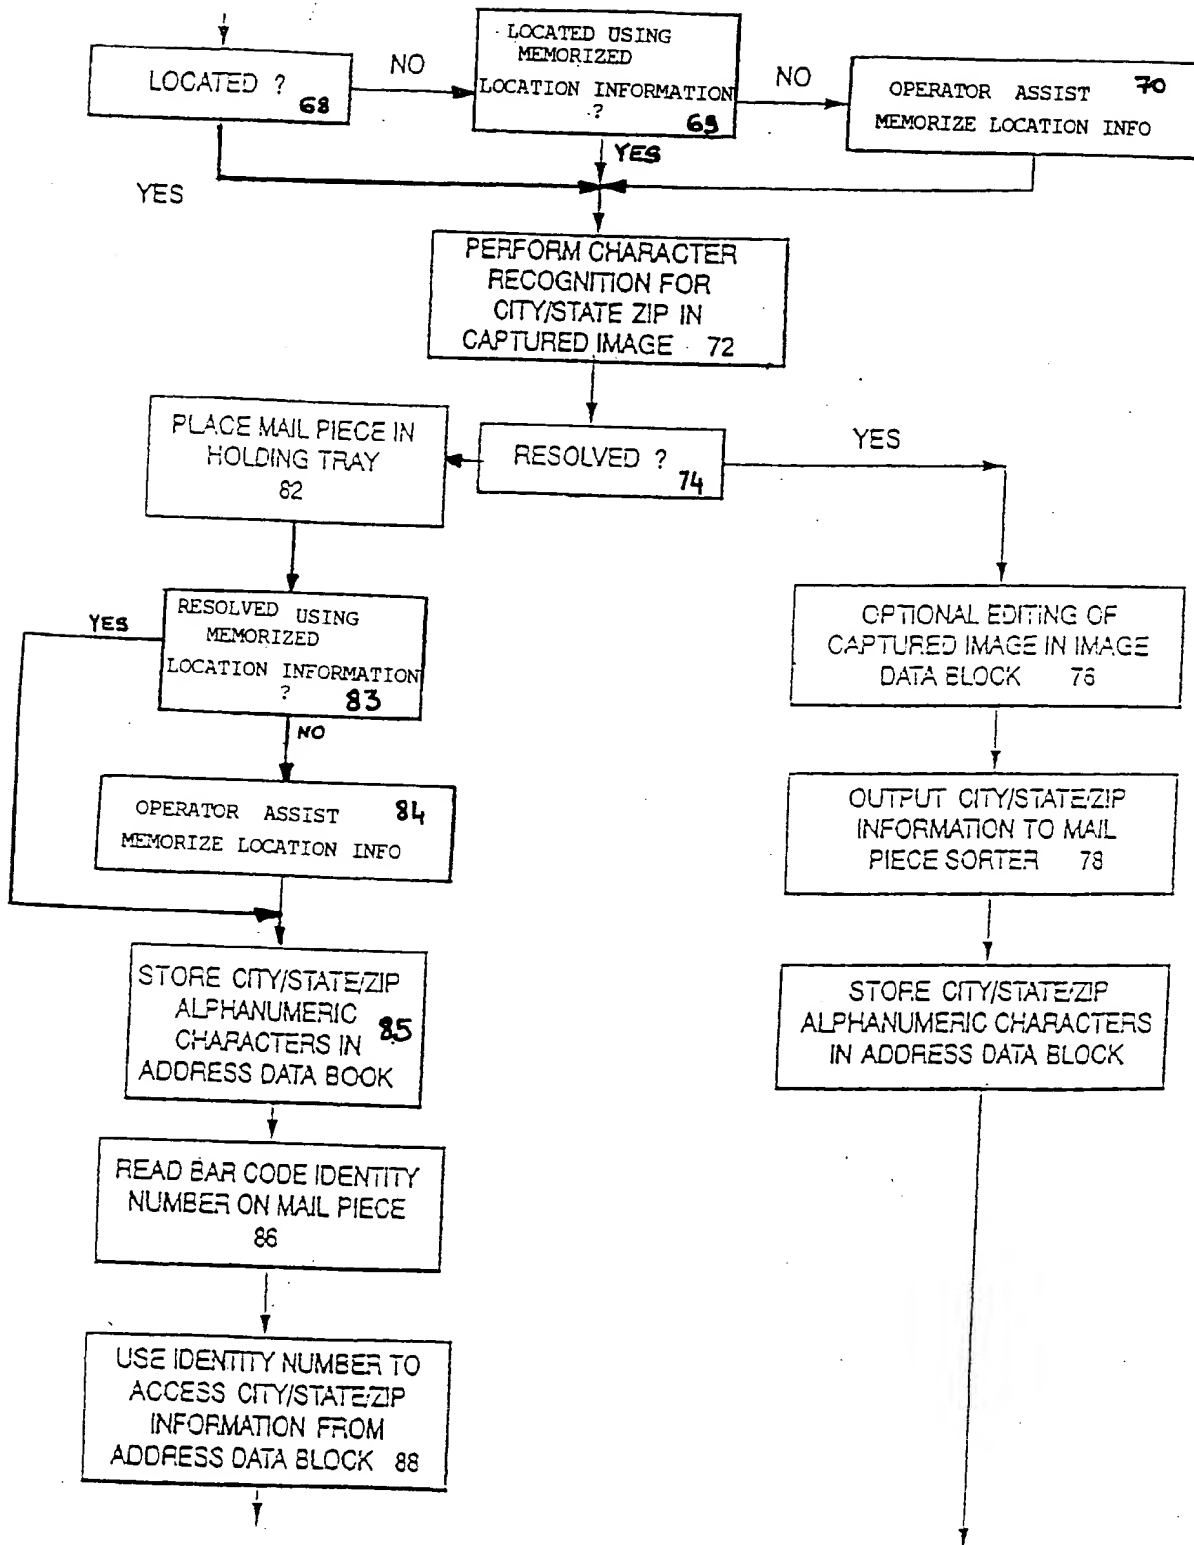 LOCATED ?
68
NO
LOCATED USING
MEMORIZED
LOCATION INFORMATION
?
69
NO
OPERATOR ASSIST 70
MEMORIZE LOCATION INFO
YES
YES
PERFORM CHARACTER
RECOGNITION FOR
CITY/STATE ZIP IN
CAPTURED IMAGE 72
PLACE MAIL PIECE IN
HOLDING TRAY
82
RESOLVED ?
74
YES
YES
RESOLVED USING
MEMORIZED
LOCATION INFORMATION
? 83
NO
OPTIONAL EDITING OF
CAPTURED IMAGE IN IMAGE
DATA BLOCK 76
OPERATOR ASSIST 84
MEMORIZE LOCATION INFO
OUTPUT CITY/STATE/ZIP
INFORMATION TO MAIL
PIECE SORTER 78
STORE CITY/STATE/ZIP
ALPHANUMERIC
CHARACTERS IN 85
ADDRESS DATA BOOK
STORE CITY/STATE/ZIP
ALPHANUMERIC CHARACTERS
IN ADDRESS DATA BLOCK
READ BAR CODE IDENTITY
NUMBER ON MAIL PIECE
86
USE IDENTITY NUMBER TO
ACCESS CITY/STATE/ZIP
INFORMATION FROM
ADDRESS DATA BLOCK 88